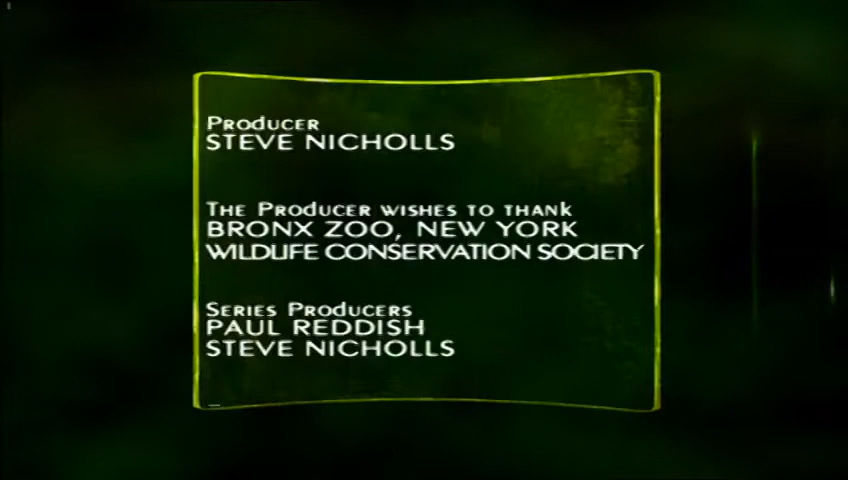 Producer
STEVE NICHOLLS
The Producer wishes to thank
BRONX ZOO, NEW YORK
WILDLIFE CONSERVATION SOCIETY
Series Producers
PAUL REDDISH
STEVE NICHOLLS